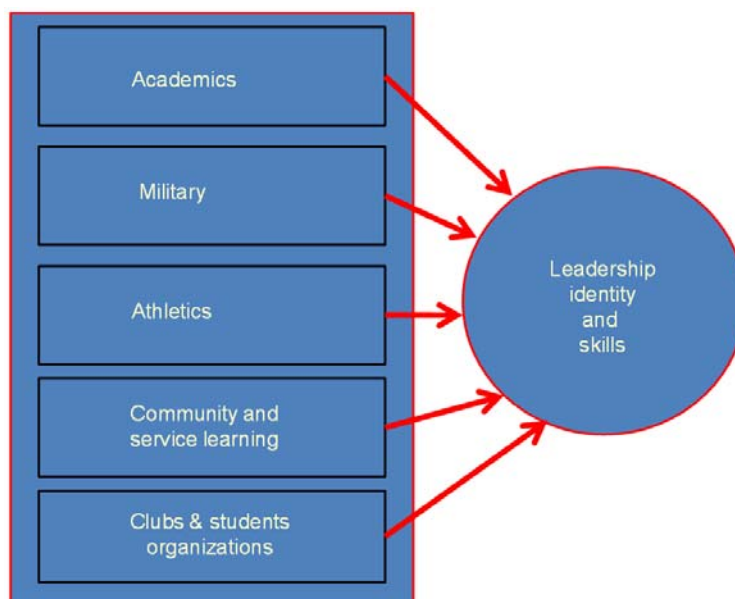 Academics
Military
Athletics
Community and
service learning
Clubs & students
organizations
Leadership
identity
and
skills